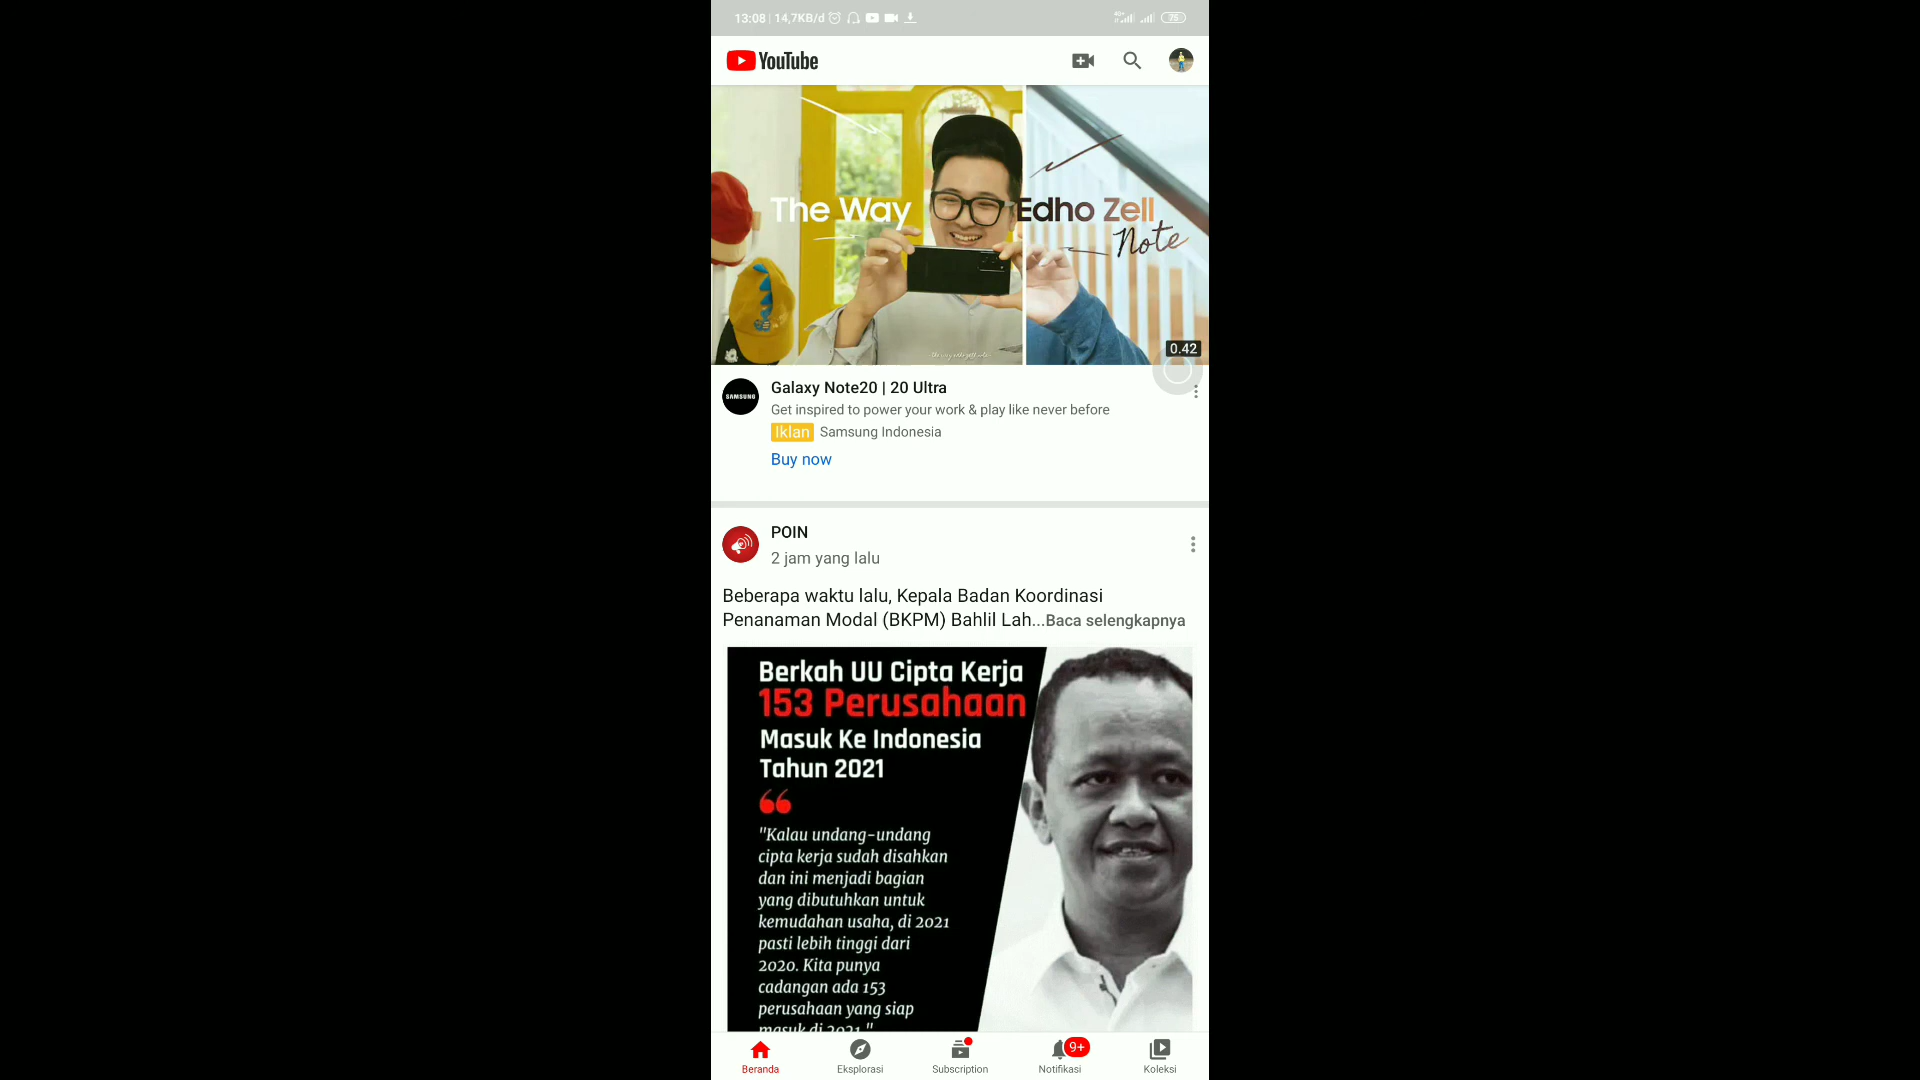 13:08 | 14,7KB/d
75
YouTube
The Way
Edho Zell
Note
0.42
SAMSUNG
Galaxy Note20 | 20 Ultra
Get inspired to power your work & play like never before
Iklan Samsung Indonesia
Buy now
POIN
2 jam yang lalu
Beberapa waktu lalu, Kepala Badan Koordinasi
Penanaman Modal (BKPM) Bahlil Lah...Baca selengkapnya
Berkah UU Cipta Kerja
153 Perusahaan
Masuk Ke Indonesia
Tahun 2021
"Kalau undang-undang
cipta kerja sudah disahkan
dan ini menjadi bagian
yang dibutuhkan untuk
kemudahan usaha, di 2021
pasti lebih tinggi dari
2020. Kita punya
cadangan ada 153
perusahaan yang siap
masuk di 2021."
9+
Beranda
Eksplorasi
Subscription
Notifikasi
Koleksi